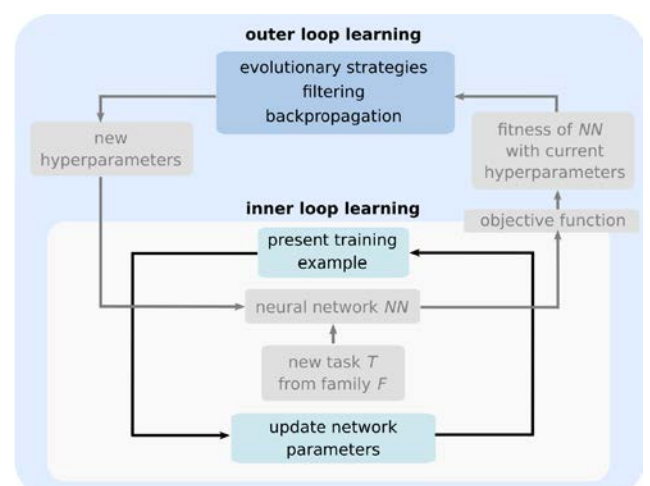 outer loop learning
evolutionary strategies
filtering
backpropagation
new
hyperparameters
fitness of NN
with current
hyperparameters
objective function
inner loop learning
present training
example
neural network NN
new task T
from family F
update network
parameters